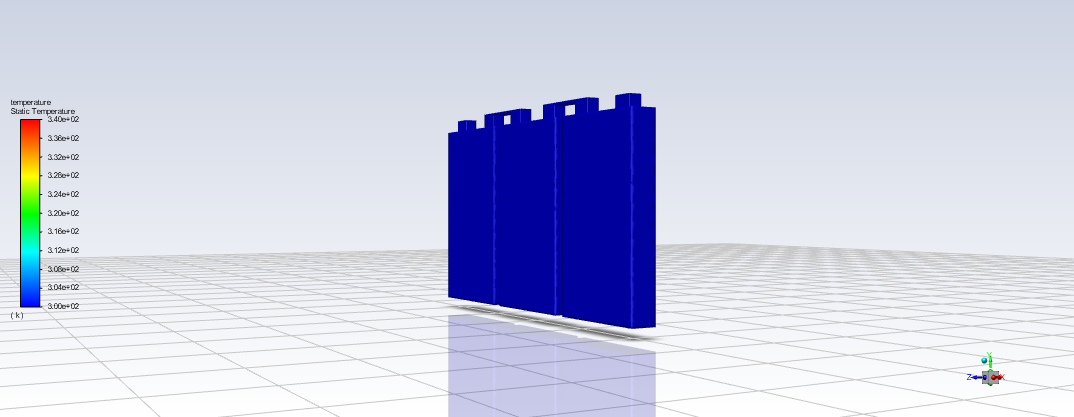 temperature
Static Temperature
3.40e+02
3.36e+02
3.32e+02
3.28e+02
3.24e+02
3.20e+02
3.16e+02
3.12e+02
3.08e+02
3.04e+02
3.00e+02
( k )
Y
Z
X